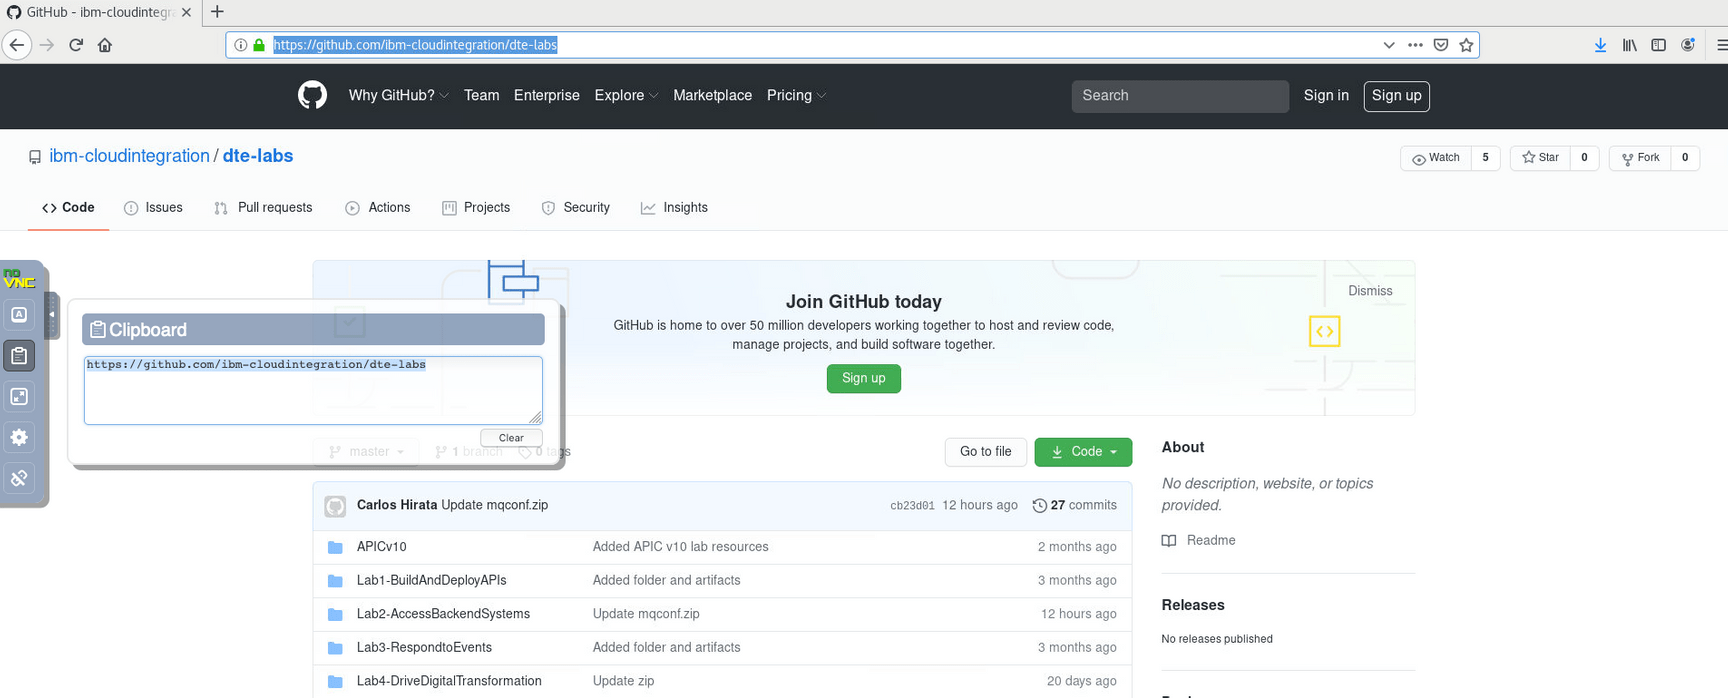 GitHub - ibm-cloudintegra
https://github.com/ibm-cloudintegration/dte-labs
Why GitHub? Team Enterprise Explore Marketplace Pricing Search Sign in Sign up
ibm-cloudintegration / dte-labs
Watch 5 Star 0 Fork 0
Code Issues Pull requests Actions Projects Security Insights
no
VNC
A
Clipboard
https://github.com/ibm-cloudintegration/dte-labs
Clear
Dismiss
Join GitHub today
GitHub is home to over 50 million developers working together to host and review code,
manage projects, and build software together.
Sign up
master 1 branch 0 tags Go to file Code
Carlos Hirata Update mqconf.zip cb23d01 12 hours ago 27 commits
APICv10 Added APIC v10 lab resources 2 months ago
Lab1-BuildAndDeployAPIs Added folder and artifacts 3 months ago
Lab2-AccessBackendSystems Update mqconf.zip 12 hours ago
Lab3-RespondtoEvents Added folder and artifacts 3 months ago
Lab4-DriveDigitalTransformation Update zip 20 days ago
About
No description, website, or topics
provided.
Readme
Releases
No releases published